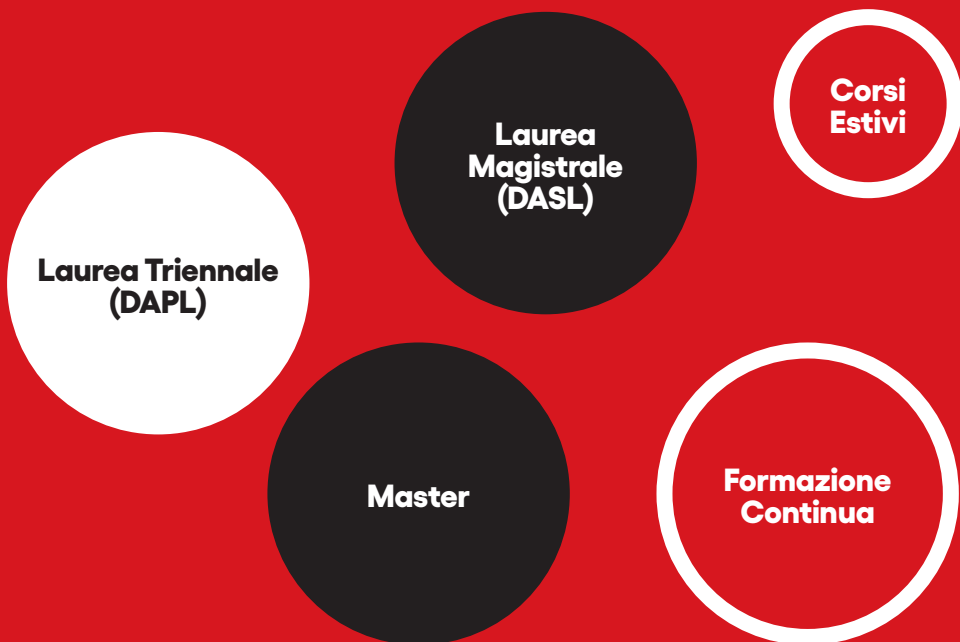 Corsi
Estivi
Laurea
Magistrale
(DASL)
Laurea Triennale
(DAPL)
Master
Formazione
Continua